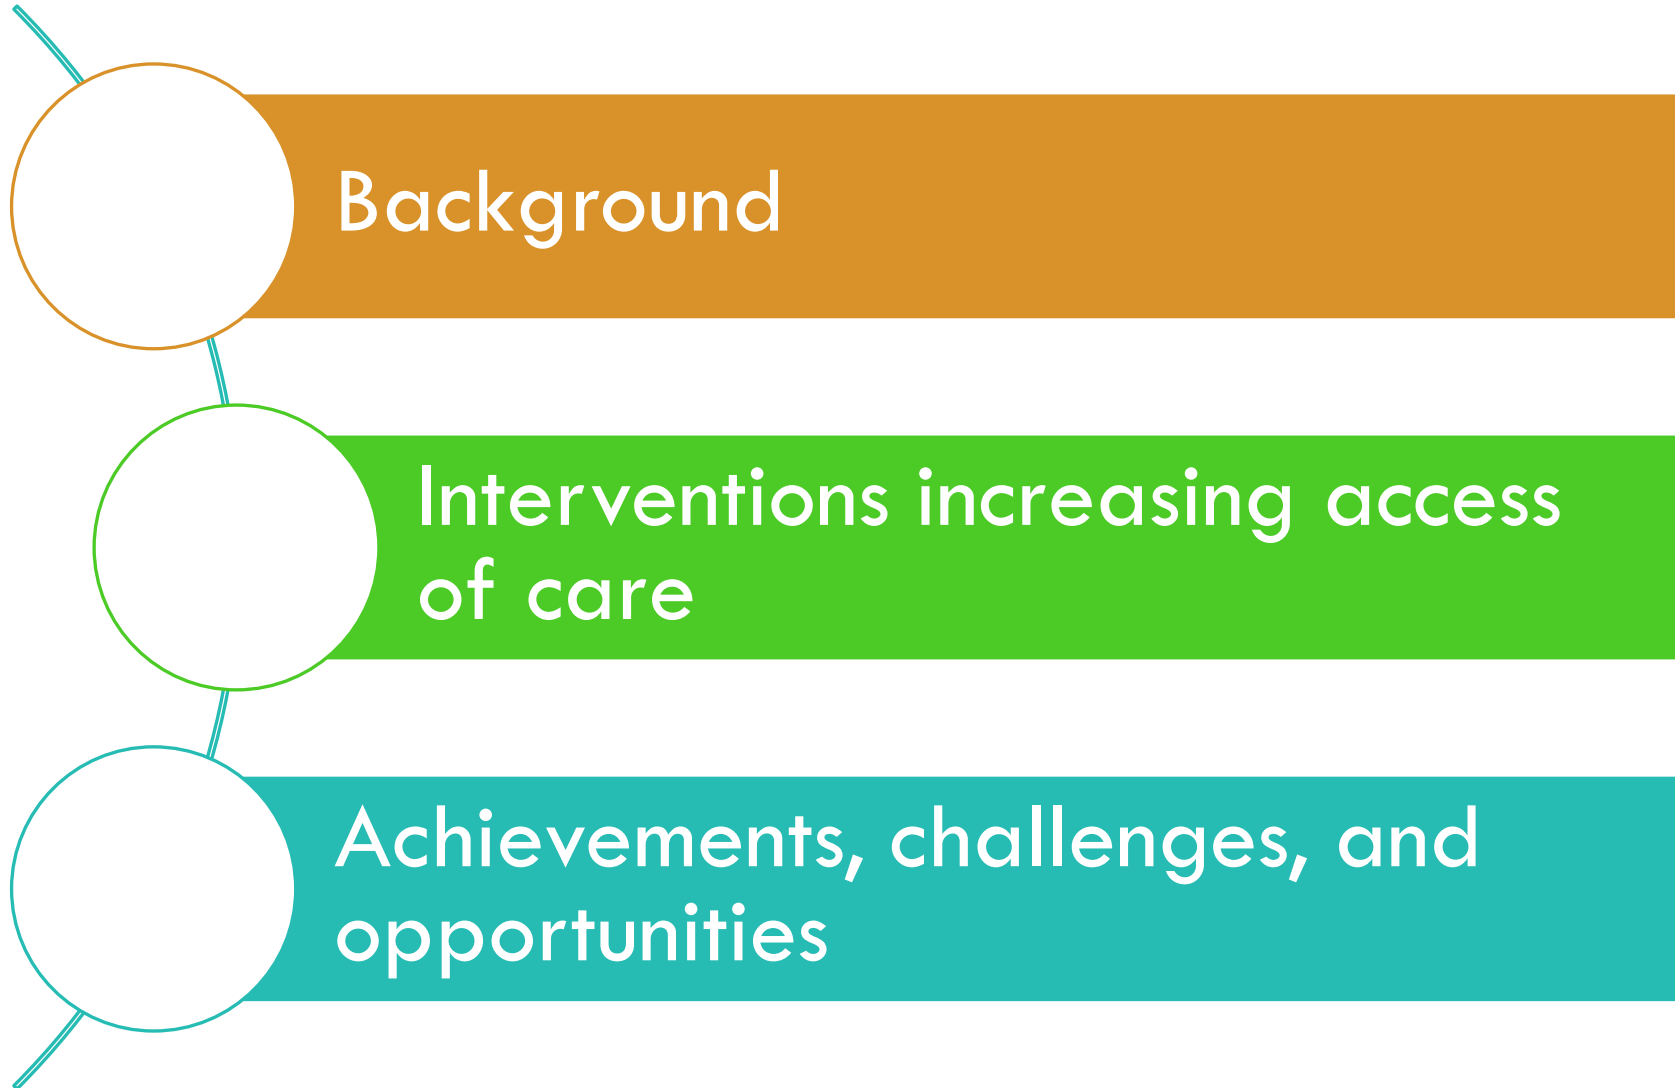 Background
Interventions increasing access
of care
Achievements, challenges, and
opportunities